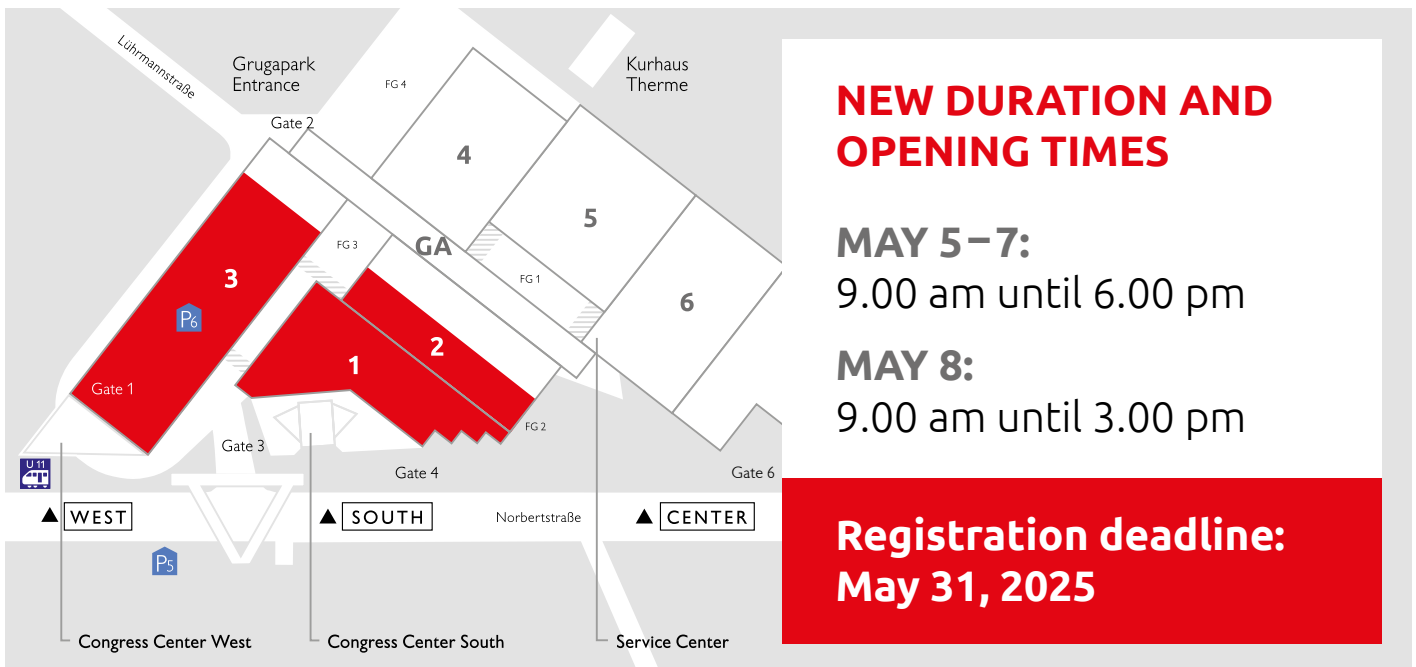 Lührmannstraße
Grugapark
Entrance
Kurhaus
Therme
FG 4
Gate 2
4
5
GA
FG 3
FG 1
3
6
P6
2
1
Gate 1
FG 2
Gate 3
Gate 4
Gate 6
U 11
WEST
SOUTH
Norbertstraße
CENTER
P5
Congress Center West
Congress Center South
Service Center
NEW DURATION AND
OPENING TIMES
MAY 5–7:
9.00 am until 6.00 pm
MAY 8:
9.00 am until 3.00 pm
Registration deadline:
May 31, 2025